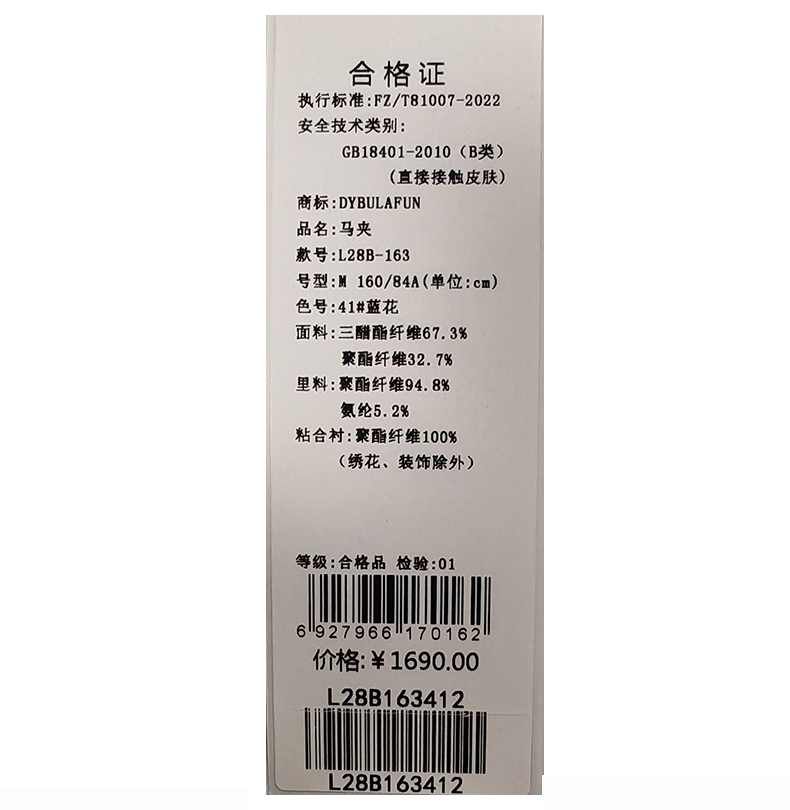 合格证
执行标准:FZ/T81007-2022
安全技术类别:
GB18401-2010（B类）
(直接接触皮肤)
商标:DYBULAFUN
品名:马夹
款号:L28B-163
号型:M 160/84A(单位:cm)
色号:41#蓝花
面料:三醋酯纤维67.3%
聚酯纤维32.7%
里料:聚酯纤维94.8%
氨纶5.2%
粘合衬:聚酯纤维100%
（绣花、装饰除外）
等级:合格品 检验:01
6 927966 170162
价格:￥1690.00
L28B163412
L28B163412